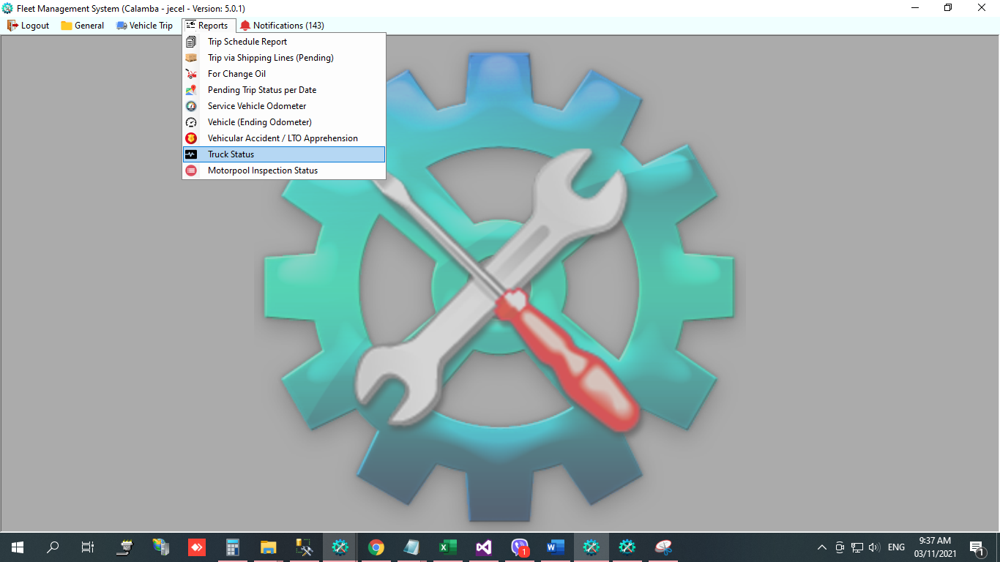 Fleet Management System (Calamba - jecel - Version: 5.0.1)
Logout General Vehicle Trip Reports Notifications (143)
Trip Schedule Report
Trip via Shipping Lines (Pending)
For Change Oil
Pending Trip Status per Date
Service Vehicle Odometer
Vehicle (Ending Odometer)
Vehicular Accident / LTO Apprehension
Truck Status
Motorpool Inspection Status
1
ENG
9:37 AM
03/11/2021
1